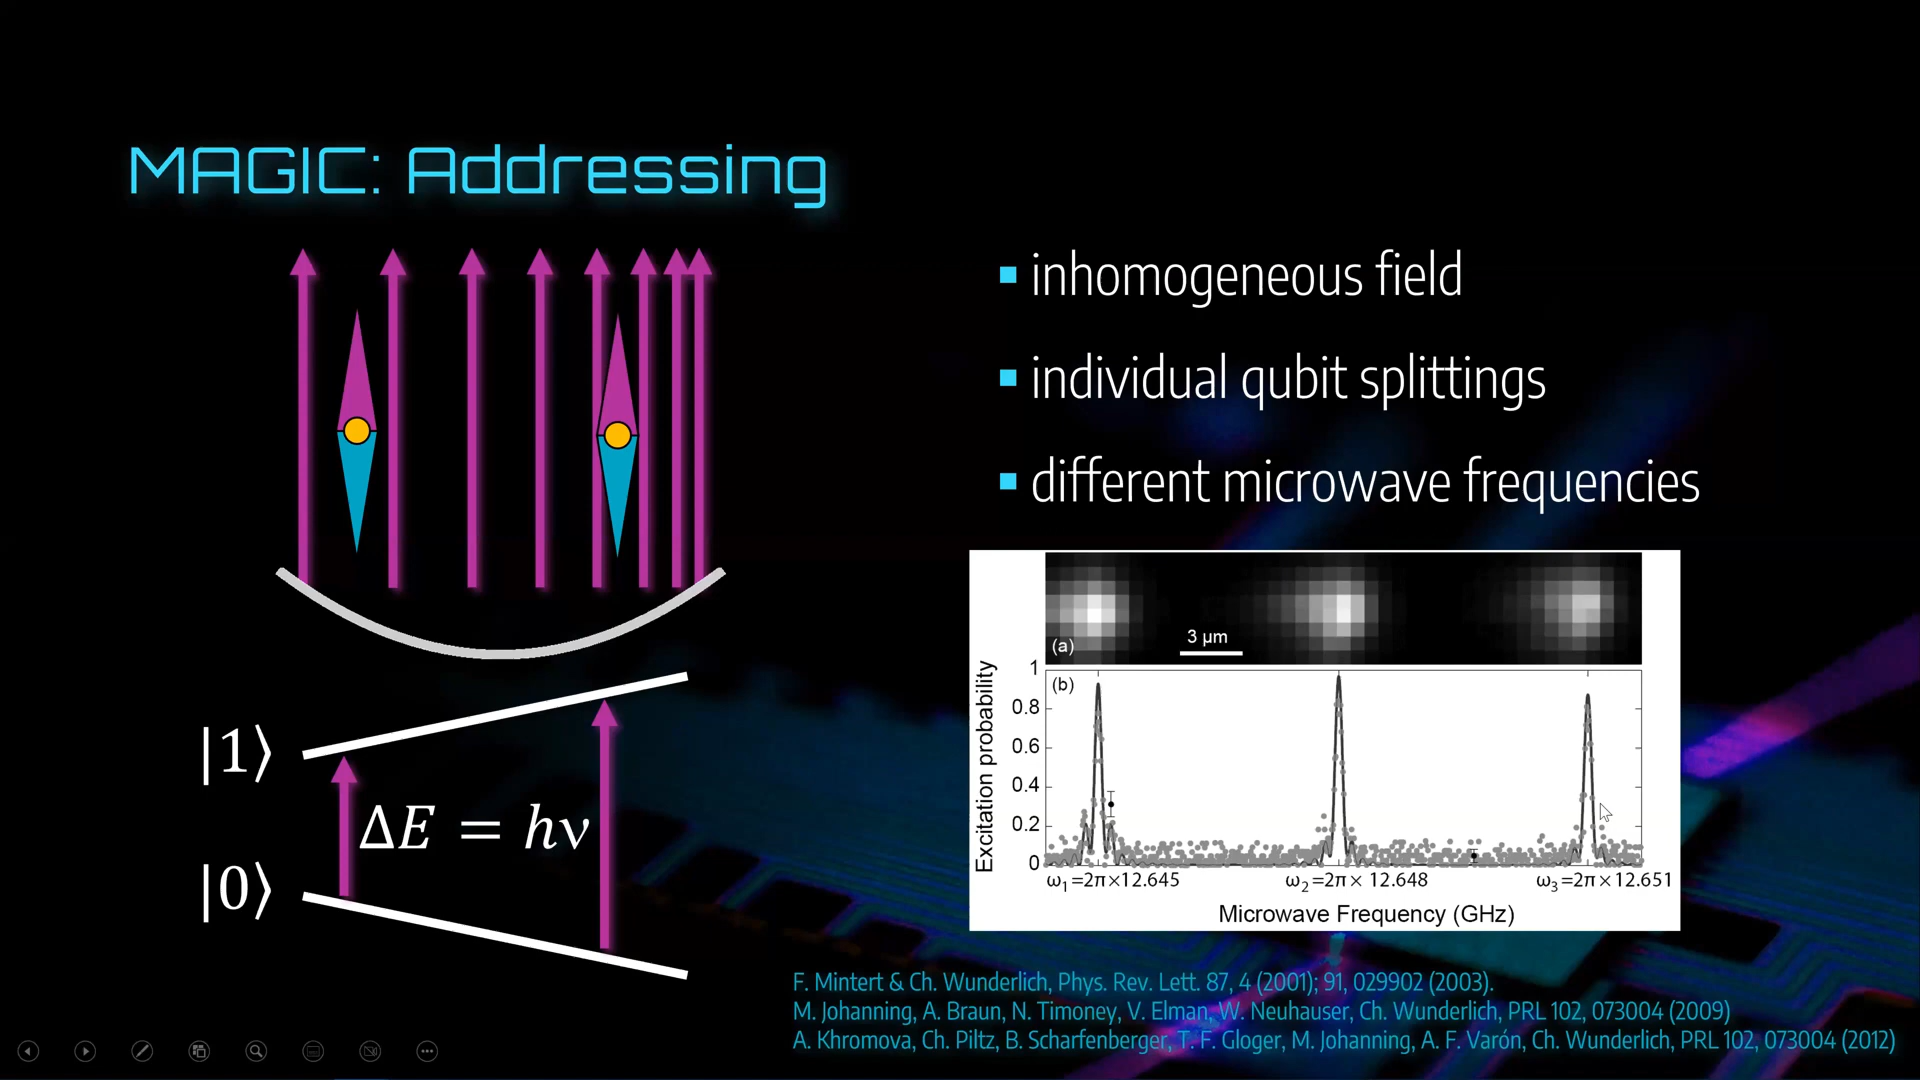 MAGIC: Addressing
inhomogeneous field
individual qubit splittings
different microwave frequencies
|1⟩
ΔE = hν
|0⟩
3 μm
(a)
(b)
Excitation probability
1
0.8
0.6
0.4
0.2
0
ω₁=2π×12.645 ω₂=2π× 12.648 ω₃=2π×12.651
Microwave Frequency (GHz)
F. Mintert & Ch. Wunderlich, Phys. Rev. Lett. 87, 4 (2001); 91, 029902 (2003).
M. Johanning, A. Braun, N. Timoney, V. Elman, W. Neuhauser, Ch. Wunderlich, PRL 102, 073004 (2009)
A. Khromova, Ch. Piltz, B. Scharfenberger, T. F. Gloger, M. Johanning, A. F. Varón, Ch. Wunderlich, PRL 102, 073004 (2012)